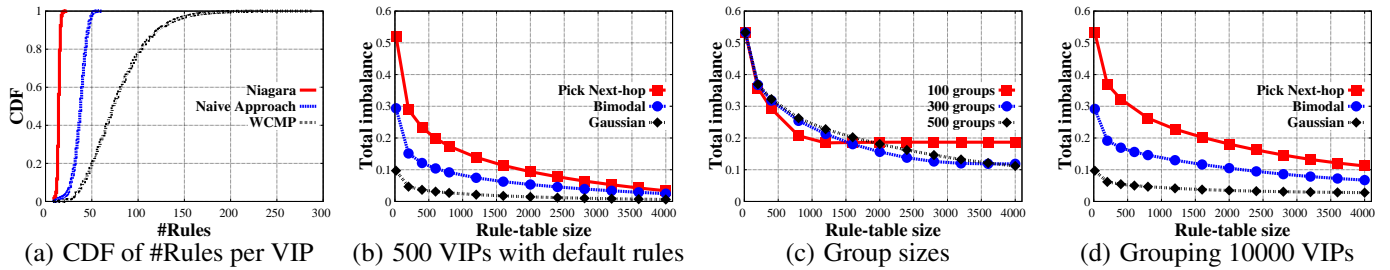 CDF
1
0.8
0.6
0.4
0.2
0
Niagara
Naive Approach
WCMP
0 50 100 150 200 250 300
#Rules
(a) CDF of #Rules per VIP
Total imbalance
0.6
0.5
0.4
0.3
0.2
0.1
0
Pick Next-hop
Bimodal
Gaussian
0 500 1000 1500 2000 2500 3000 3500 4000
Rule-table size
(b) 500 VIPs with default rules
Total imbalance
0.6
0.5
0.4
0.3
0.2
0.1
0
100 groups
300 groups
500 groups
0 500 1000 1500 2000 2500 3000 3500 4000
Rule-table size
(c) Group sizes
Total imbalance
0.6
0.5
0.4
0.3
0.2
0.1
0
Pick Next-hop
Bimodal
Gaussian
0 500 1000 1500 2000 2500 3000 3500 4000
Rule-table size
(d) Grouping 10000 VIPs